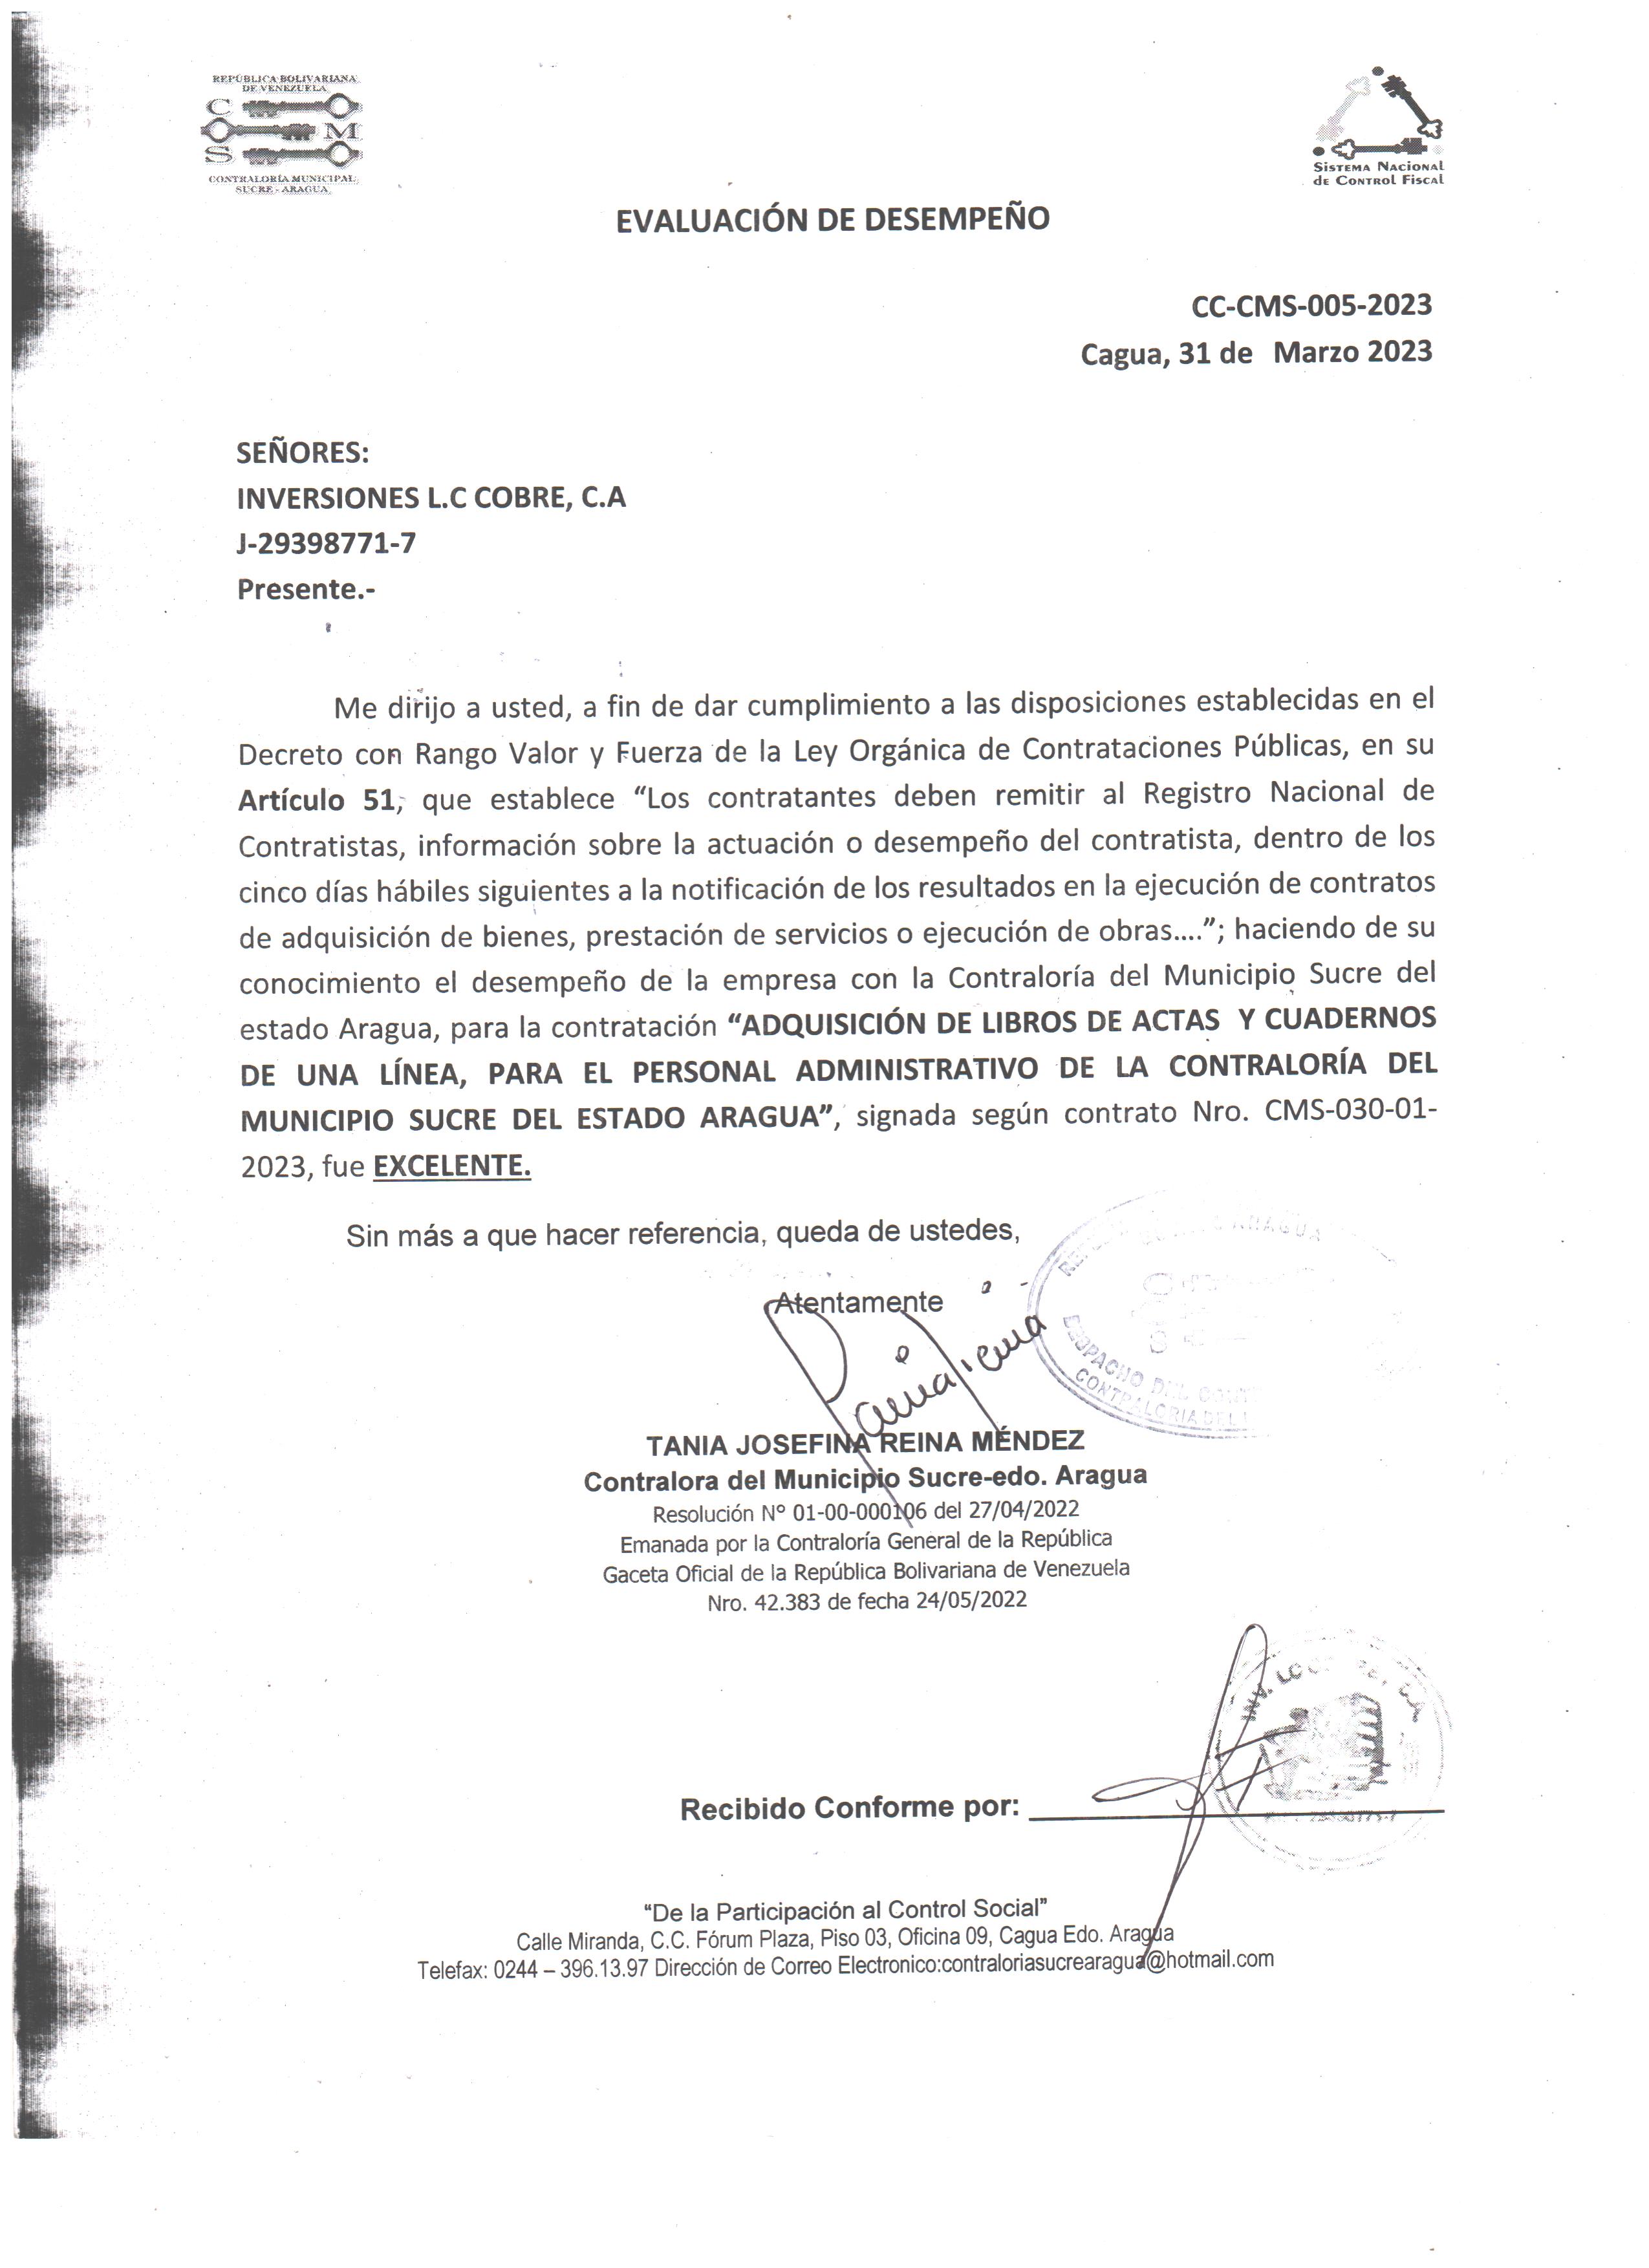 REPÚBLICA BOLIVARIANA
DE VENEZUELA
C
M
S
CONTRALORÍA MUNICIPAL
SUCRE - ARAGUA
SISTEMA NACIONAL
DE CONTROL FISCAL
EVALUACIÓN DE DESEMPEÑO
CC-CMS-005-2023
Cagua, 31 de Marzo 2023
SEÑORES:
INVERSIONES L.C COBRE, C.A
J-29398771-7
Presente.-
Me dirijo a usted, a fin de dar cumplimiento a las disposiciones establecidas en el
Decreto con Rango Valor y Fuerza de la Ley Orgánica de Contrataciones Públicas, en su
Artículo 51, que establece “Los contratantes deben remitir al Registro Nacional de
Contratistas, información sobre la actuación o desempeño del contratista, dentro de los
cinco días hábiles siguientes a la notificación de los resultados en la ejecución de contratos
de adquisición de bienes, prestación de servicios o ejecución de obras....”; haciendo de su
conocimiento el desempeño de la empresa con la Contraloría del Municipio Sucre del
estado Aragua, para la contratación “ADQUISICIÓN DE LIBROS DE ACTAS Y CUADERNOS
DE UNA LÍNEA, PARA EL PERSONAL ADMINISTRATIVO DE LA CONTRALORÍA DEL
MUNICIPIO SUCRE DEL ESTADO ARAGUA”, signada según contrato Nro. CMS-030-01-
2023, fue EXCELENTE.
Sin más a que hacer referencia, queda de ustedes,
Atentamente
ARAGUA
DESPACHO DEL
CONTRALORIA DEL
TANIA JOSEFINA REINA MÉNDEZ
Contralora del Municipio Sucre-edo. Aragua
Resolución N° 01-00-000106 del 27/04/2022
Emanada por la Contraloría General de la República
Gaceta Oficial de la República Bolivariana de Venezuela
Nro. 42.383 de fecha 24/05/2022
INV.
Recibido Conforme por:
“De la Participación al Control Social”
Calle Miranda, C.C. Fórum Plaza, Piso 03, Oficina 09, Cagua Edo. Aragua
Telefax: 0244 – 396.13.97 Dirección de Correo Electronico:contraloriasucrearagua@hotmail.com